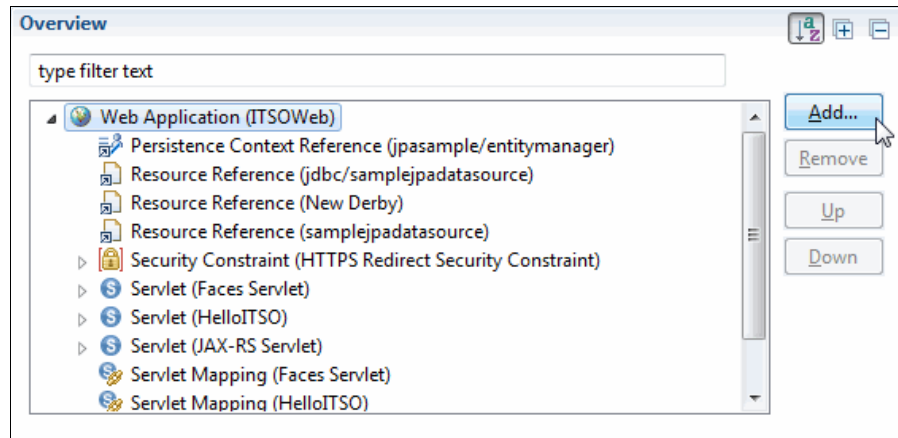 Overview
a
z
type filter text
Web Application (ITSOWeb)
Add...
Persistence Context Reference (jpasample/entitymanager)
Remove
Resource Reference (jdbc/samplejpadatasource)
Resource Reference (New Derby)
Up
Resource Reference (samplejpadatasource)
Security Constraint (HTTPS Redirect Security Constraint)
Down
S Servlet (Faces Servlet)
S Servlet (HelloITSO)
S Servlet (JAX-RS Servlet)
Servlet Mapping (Faces Servlet)
Servlet Mapping (HelloITSO)